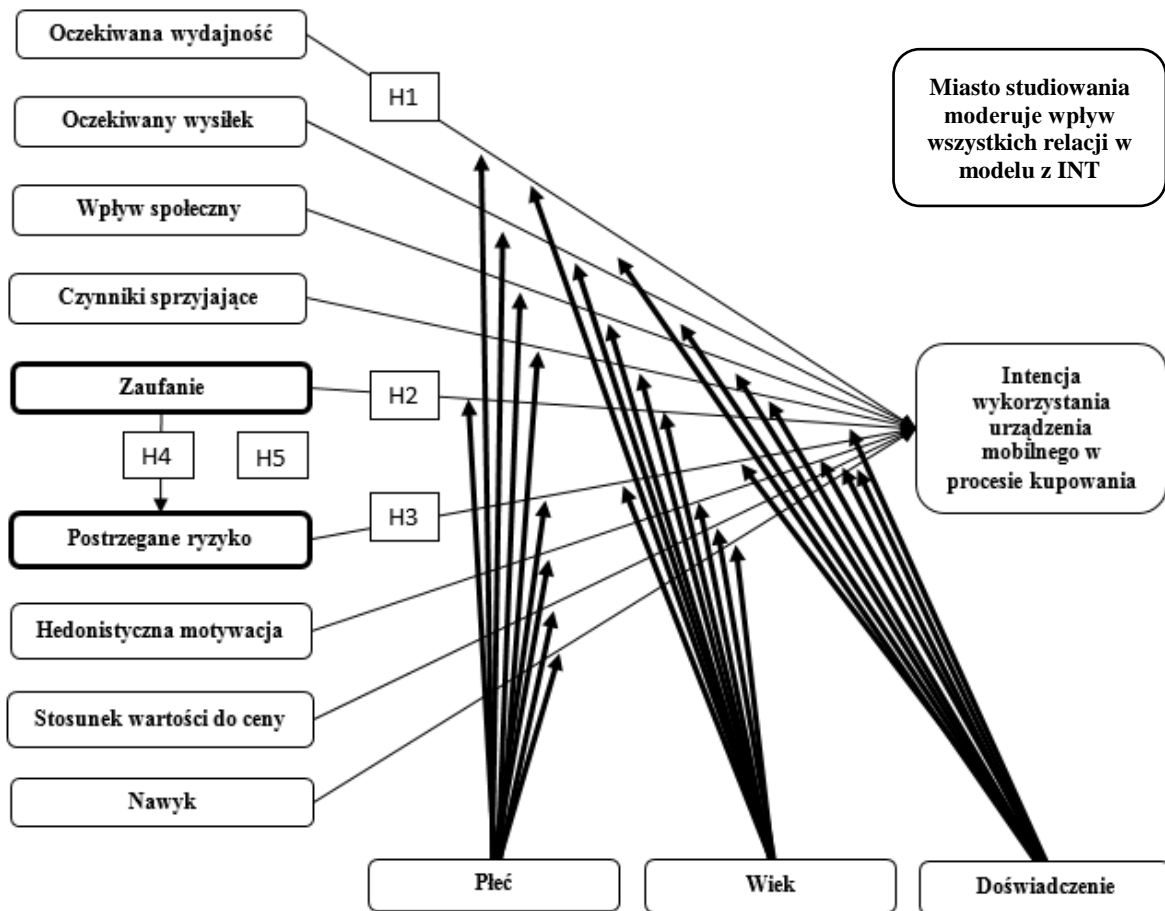 Oczekiwana wydajność
H1
Miasto studiowania
moderuje wpływ
wszystkich relacji w
modelu z INT
Oczekiwany wysiłek
Wpływ społeczny
Czynniki sprzyjające
Zaufanie
H2
Intencja
wykorzystania
urządzenia
mobilnego w
procesie kupowania
H4
H5
Postrzegane ryzyko
H3
Hedonistyczna motywacja
Stosunek wartości do ceny
Nawyk
Płeć
Wiek
Doświadczenie